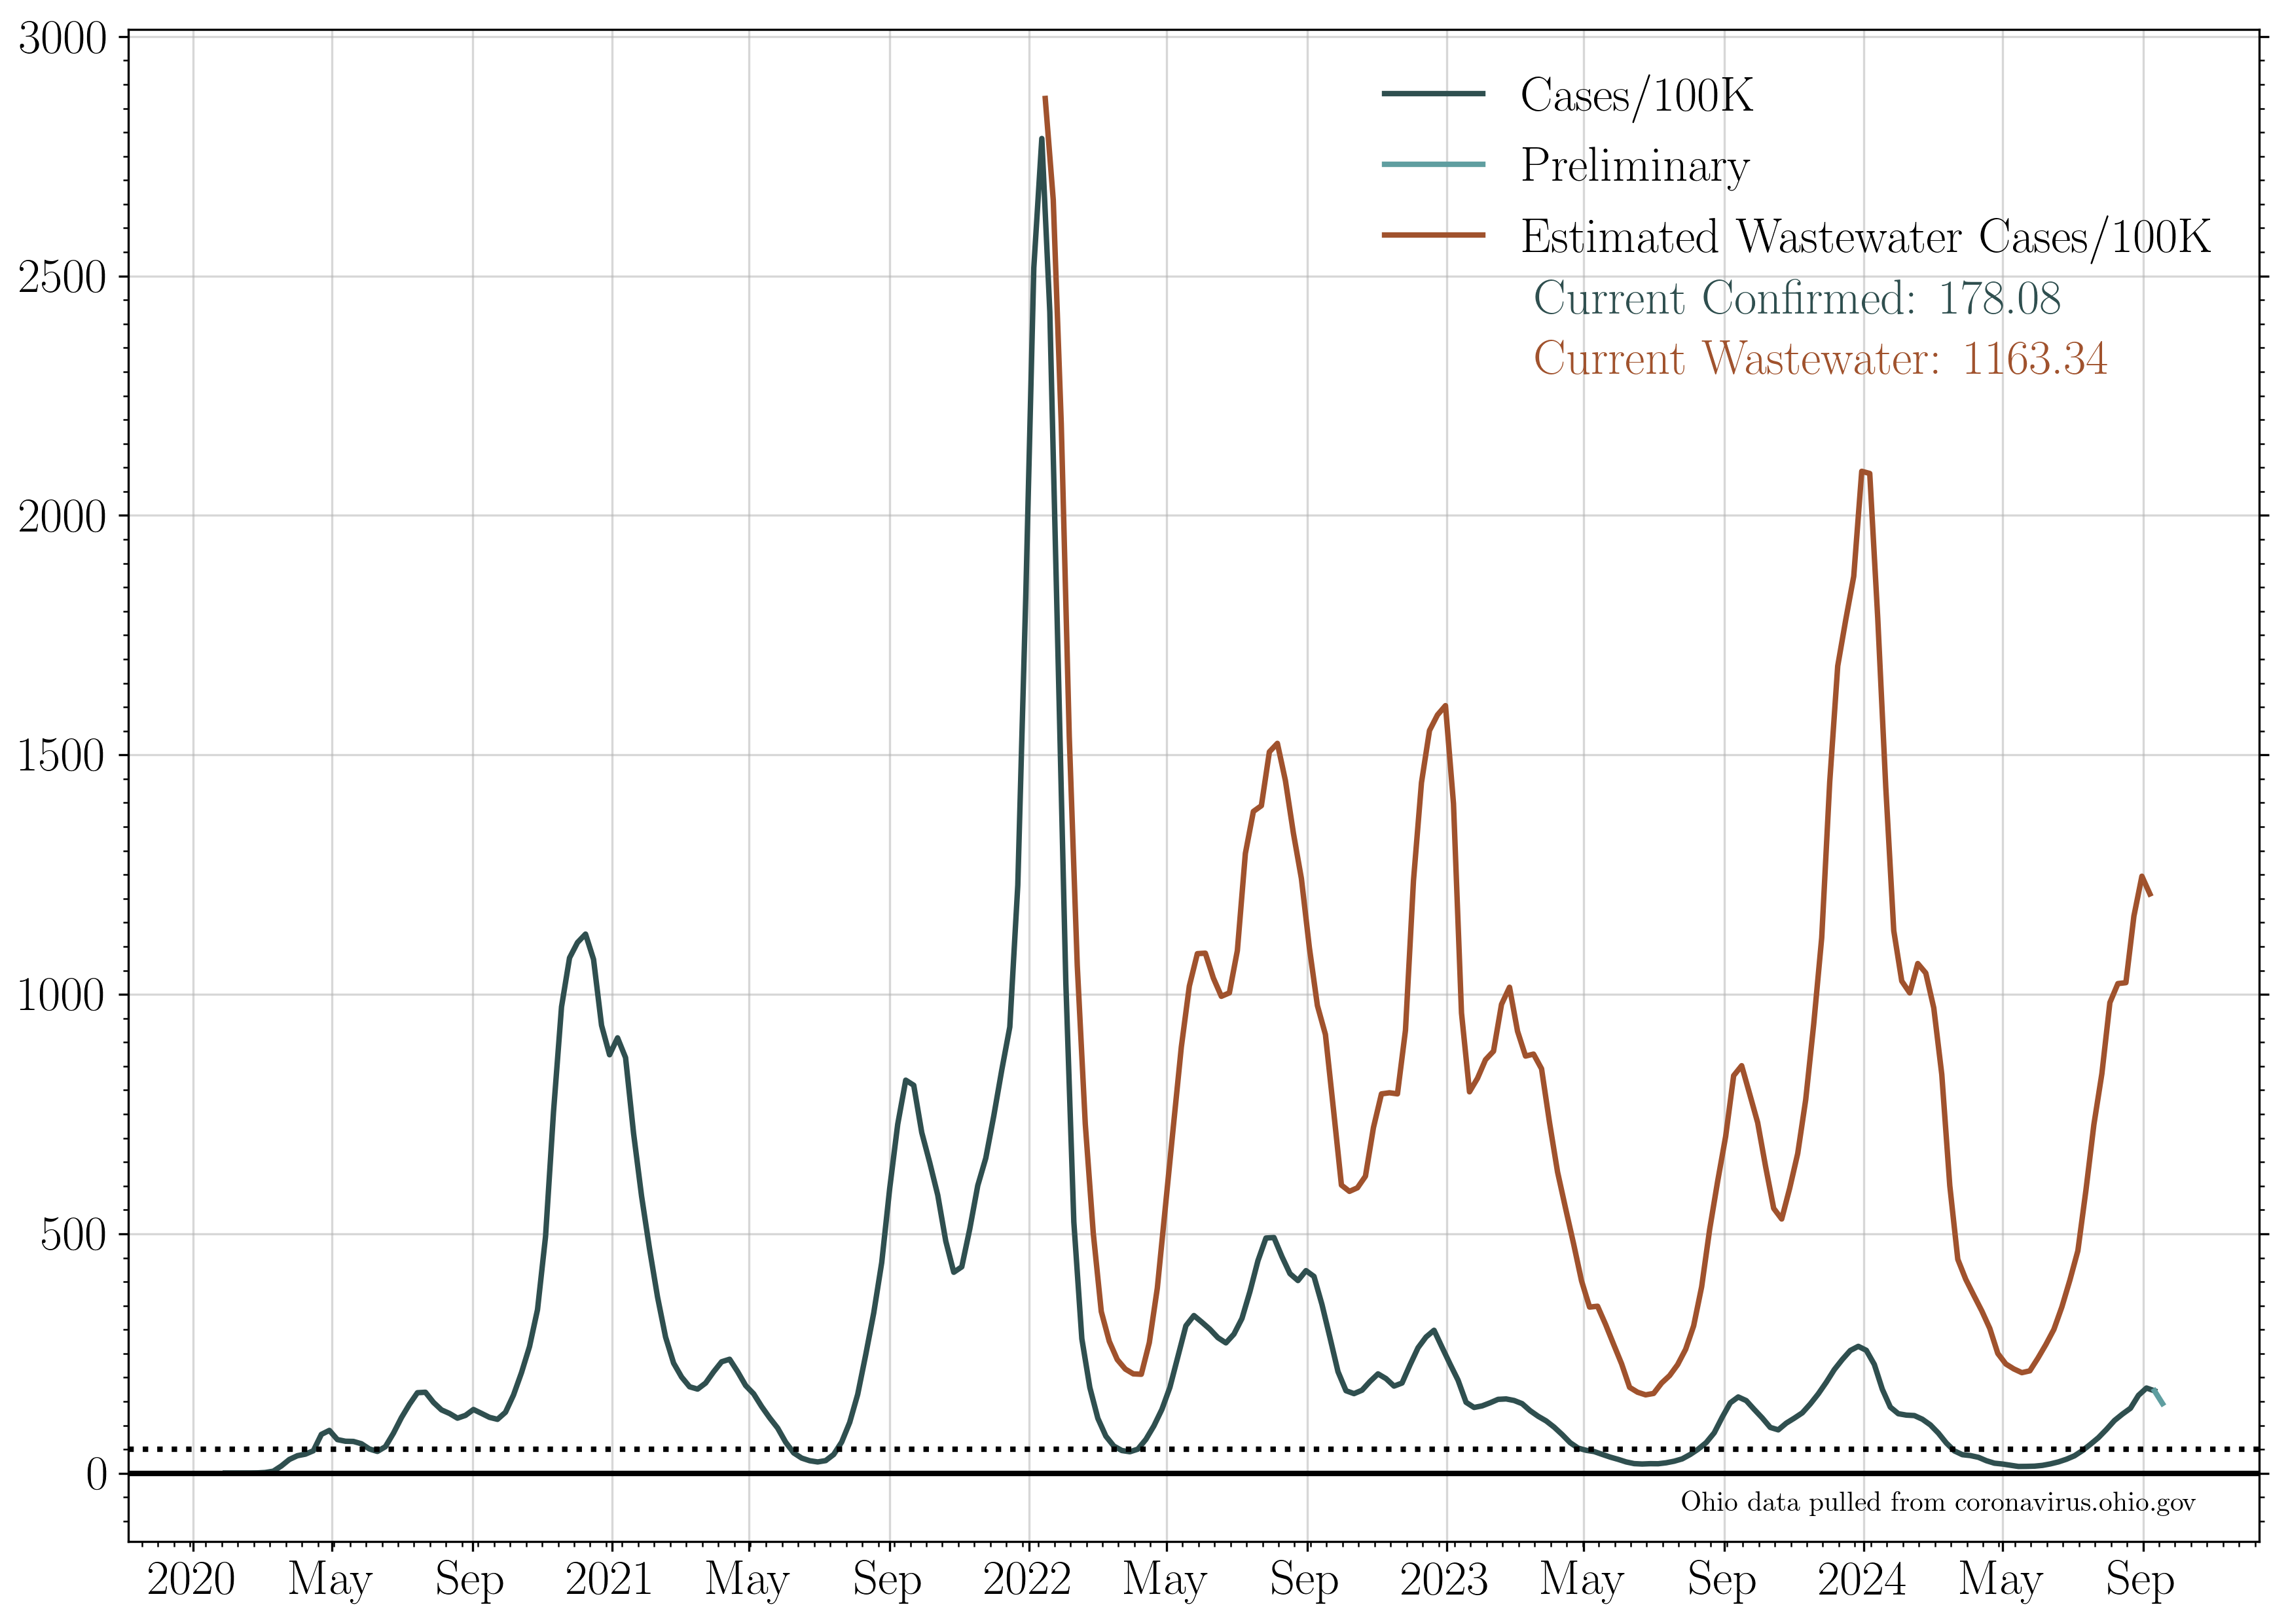 3000
2500
2000
1500
1000
500
0
Cases/100K
Preliminary
Estimated Wastewater Cases/100K
Current Confirmed: 178.08
Current Wastewater: 1163.34
Ohio data pulled from coronavirus.ohio.gov
2020 May Sep 2021 May Sep 2022 May Sep 2023 May Sep 2024 May Sep